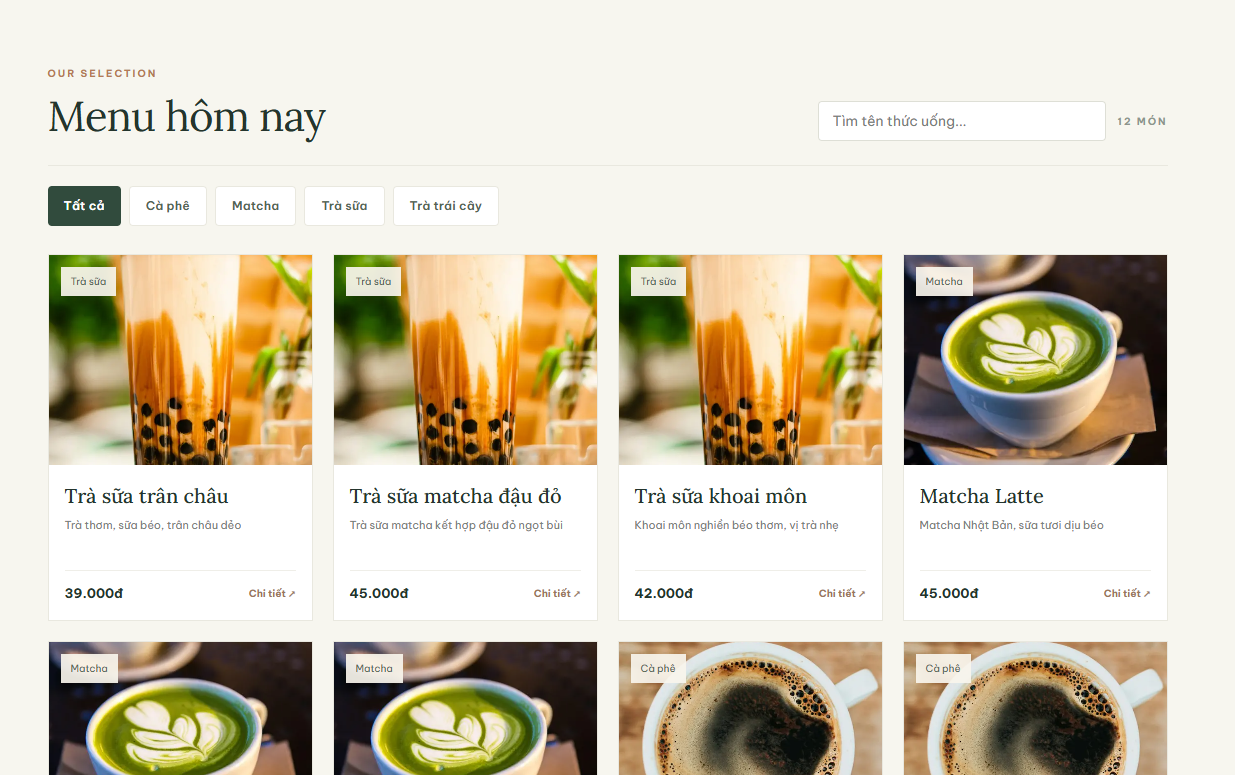 OUR SELECTION
Menu hôm nay
Tìm tên thức uống...
12 MÓN
Tất cả
Cà phê
Matcha
Trà sữa
Trà trái cây
Trà sữa
Trà sữa
Trà sữa
Matcha
Trà sữa trân châu
Trà thơm, sữa béo, trân châu dẻo
39.000đ
Chi tiết ↗
Trà sữa matcha đậu đỏ
Trà sữa matcha kết hợp đậu đỏ ngọt bùi
45.000đ
Chi tiết ↗
Trà sữa khoai môn
Khoai môn nghiền béo thơm, vị trà nhẹ
42.000đ
Chi tiết ↗
Matcha Latte
Matcha Nhật Bản, sữa tươi dịu béo
45.000đ
Chi tiết ↗
Matcha
Matcha
Cà phê
Cà phê